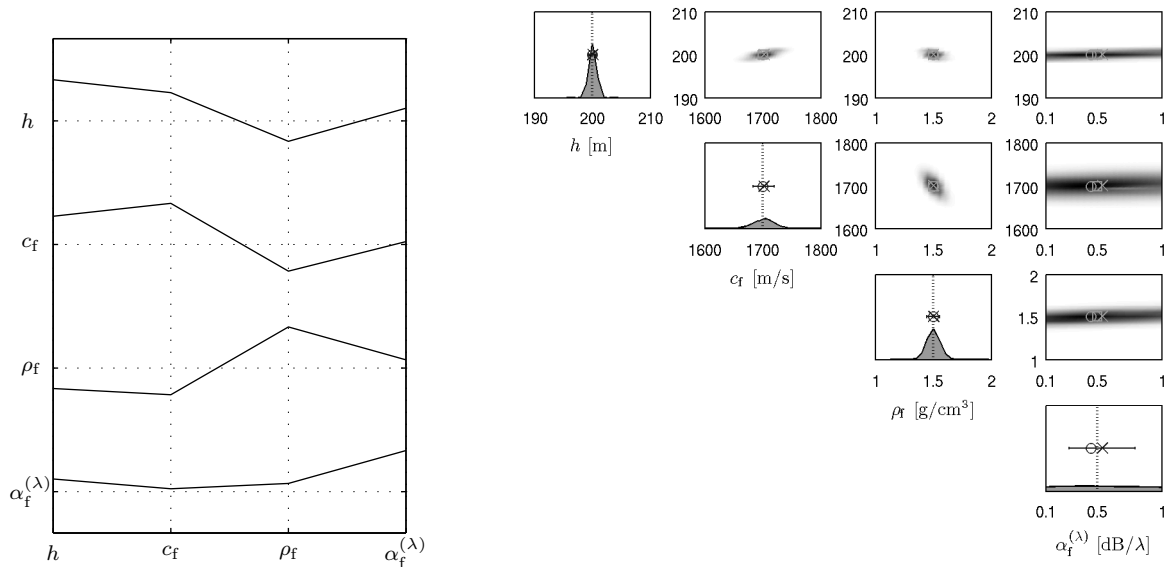 h
c_f
ρ_f
α_f^(λ)
h c_f ρ_f α_f^(λ)
210 210 210
200 200 200
190 190 190
190 200 210 1600 1700 1800 1 1.5 2 0.1 0.5 1
h [m]
1800 1800
1700 1700
1600 1600
1600 1700 1800 1 1.5 2 0.1 0.5 1
c_f [m/s]
2
1.5
1
1 1.5 2 0.1 0.5 1
ρ_f [g/cm³]
0.1 0.5 1
α_f^(λ) [dB/λ]